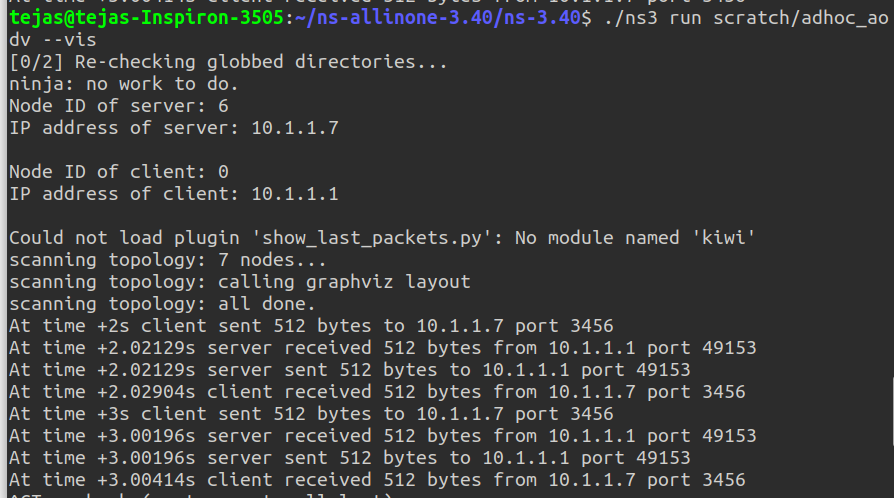 tejas@tejas-Inspiron-3505:~/ns-allinone-3.40/ns-3.40$ ./ns3 run scratch/adhoc_ao
dv --vis
[0/2] Re-checking globbed directories...
ninja: no work to do.
Node ID of server: 6
IP address of server: 10.1.1.7
Node ID of client: 0
IP address of client: 10.1.1.1
Could not load plugin 'show_last_packets.py': No module named 'kiwi'
scanning topology: 7 nodes...
scanning topology: calling graphviz layout
scanning topology: all done.
At time +2s client sent 512 bytes to 10.1.1.7 port 3456
At time +2.02129s server received 512 bytes from 10.1.1.1 port 49153
At time +2.02129s server sent 512 bytes to 10.1.1.1 port 49153
At time +2.02904s client received 512 bytes from 10.1.1.7 port 3456
At time +3s client sent 512 bytes to 10.1.1.7 port 3456
At time +3.00196s server received 512 bytes from 10.1.1.1 port 49153
At time +3.00196s server sent 512 bytes to 10.1.1.1 port 49153
At time +3.00414s client received 512 bytes from 10.1.1.7 port 3456